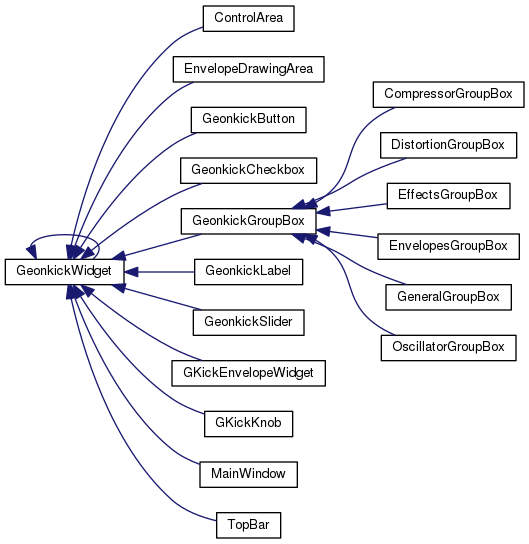 ControlArea
EnvelopeDrawingArea
GeonkickButton
GeonkickCheckbox
GeonkickGroupBox
CompressorGroupBox
DistortionGroupBox
EffectsGroupBox
EnvelopesGroupBox
GeneralGroupBox
OscillatorGroupBox
GeonkickWidget
GeonkickLabel
GeonkickSlider
GKickEnvelopeWidget
GKickKnob
MainWindow
TopBar